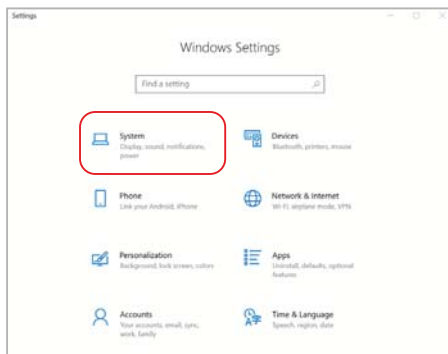 Settings
Windows Settings
Find a setting
System
Display, sound, notifications,
power
Devices
Bluetooth, printers, mouse
Phone
Link your Android, iPhone
Network & Internet
Wi-Fi, airplane mode, VPN
Personalization
Background, lock screen, colors
Apps
Uninstall, defaults, optional
features
Accounts
Your accounts, email, sync,
work, family
Time & Language
Speech, region, date